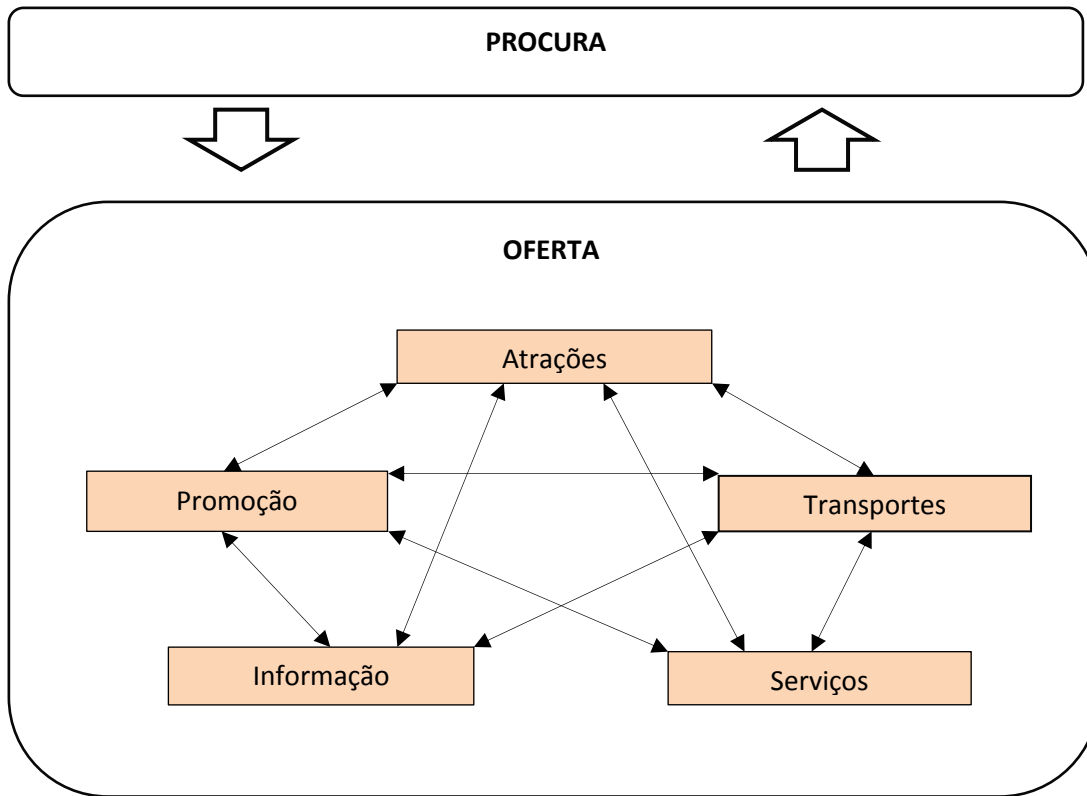 PROCURA
OFERTA
Atrações
Promoção
Transportes
Informação
Serviços